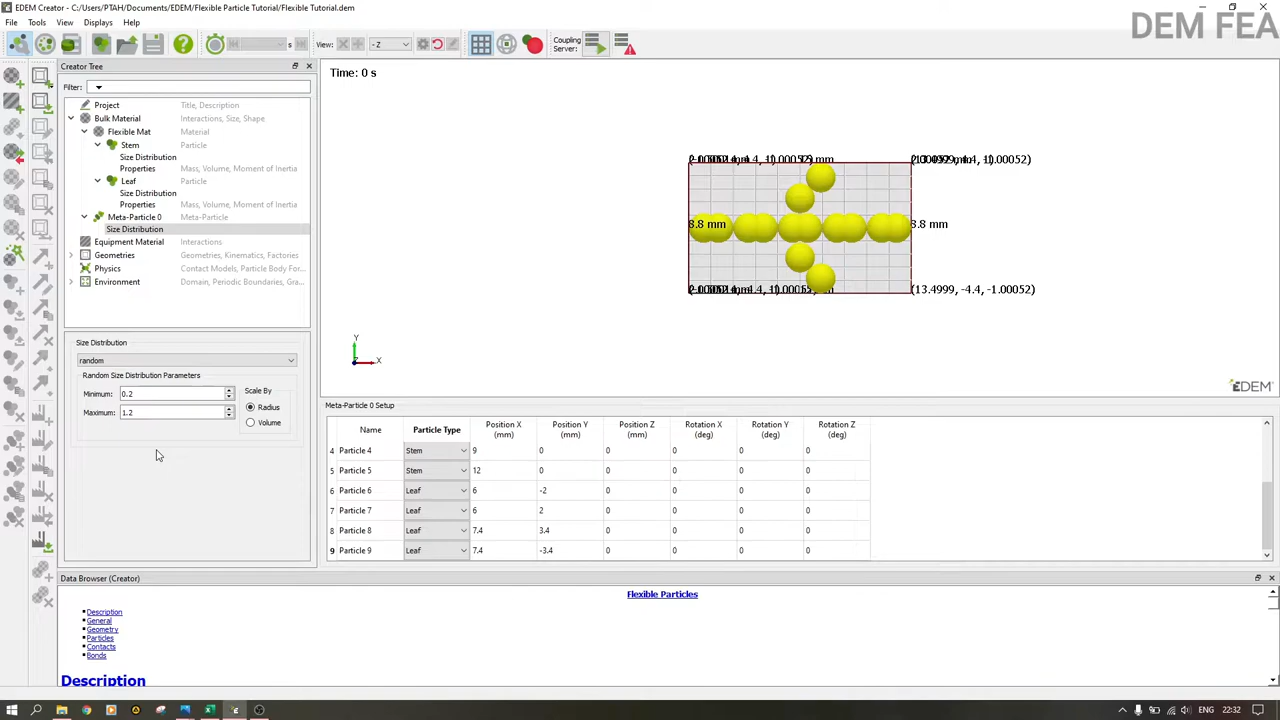 EDEM Creator - C:/Users/PTAH/Documents/EDEM/Flexible Particle Tutorial/Flexible Tutorial.dem
File Tools View Displays Help
DEM FEA
s View: - Z Coupling Server:
Creator Tree
Filter:
Project Title, Description
Bulk Material Interactions, Size, Shape
Flexible Mat Material
Stem Particle
Size Distribution
Properties Mass, Volume, Moment of Inertia
Leaf Particle
Size Distribution
Properties Mass, Volume, Moment of Inertia
Meta-Particle 0 Meta-Particle
Size Distribution
Equipment Material Interactions
Geometries Geometries, Kinematics, Factories
Physics Contact Models, Particle Body For...
Environment Domain, Periodic Boundaries, Gra...
Size Distribution
random
Random Size Distribution Parameters
Minimum: 0.2
Maximum: 1.2
Scale By
Radius
Volume
Time: 0 s
8.8 mm 8.8 mm
(13.4999, -4.4, -1.00052)
Y
Z X
EDEM
Meta-Particle 0 Setup
Name Particle Type Position X (mm) Position Y (mm) Position Z (mm) Rotation X (deg) Rotation Y (deg) Rotation Z (deg)
4 Particle 4 Stem 9 0 0 0 0 0
5 Particle 5 Stem 12 0 0 0 0 0
6 Particle 6 Leaf 6 -2 0 0 0 0
7 Particle 7 Leaf 6 2 0 0 0 0
8 Particle 8 Leaf 7.4 3.4 0 0 0 0
9 Particle 9 Leaf 7.4 -3.4 0 0 0 0
Data Browser (Creator)
Flexible Particles
Description
General
Geometry
Particles
Contacts
Bonds
Description
ENG 22:32